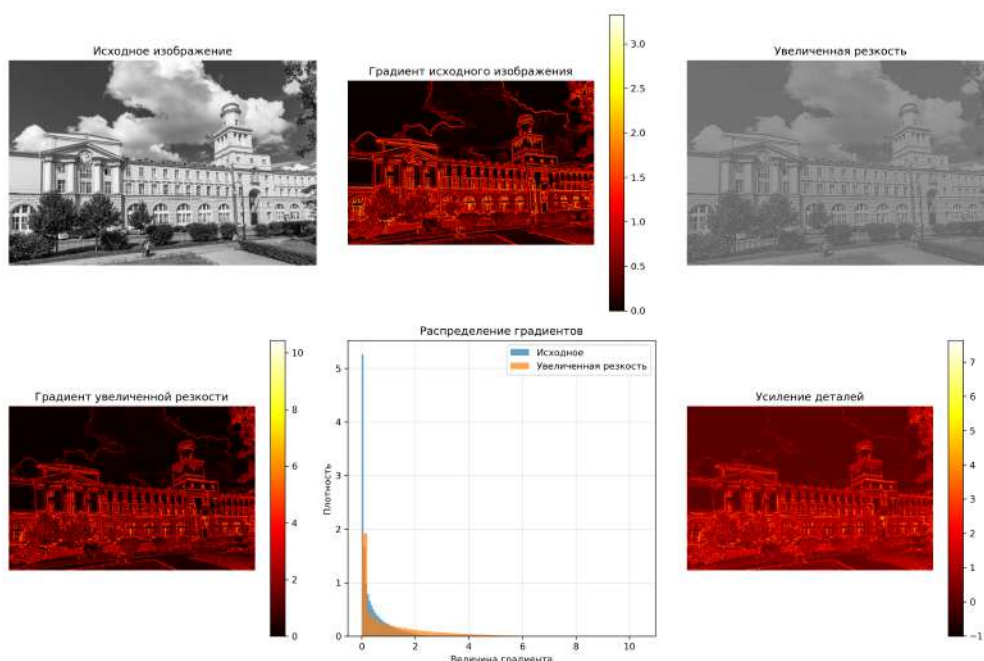 Исходное изображение
Градиент исходного изображения
3.0
2.5
2.0
1.5
1.0
0.5
0.0
Увеличенная резкость
Градиент увеличенной резкости
10
8
6
4
2
0
Распределение градиентов
Исходное
Увеличенная резкость
Плотность
5
4
3
2
1
0
0 2 4 6 8 10
Величина градиента
Усиление деталей
7
6
5
4
3
2
1
0
−1